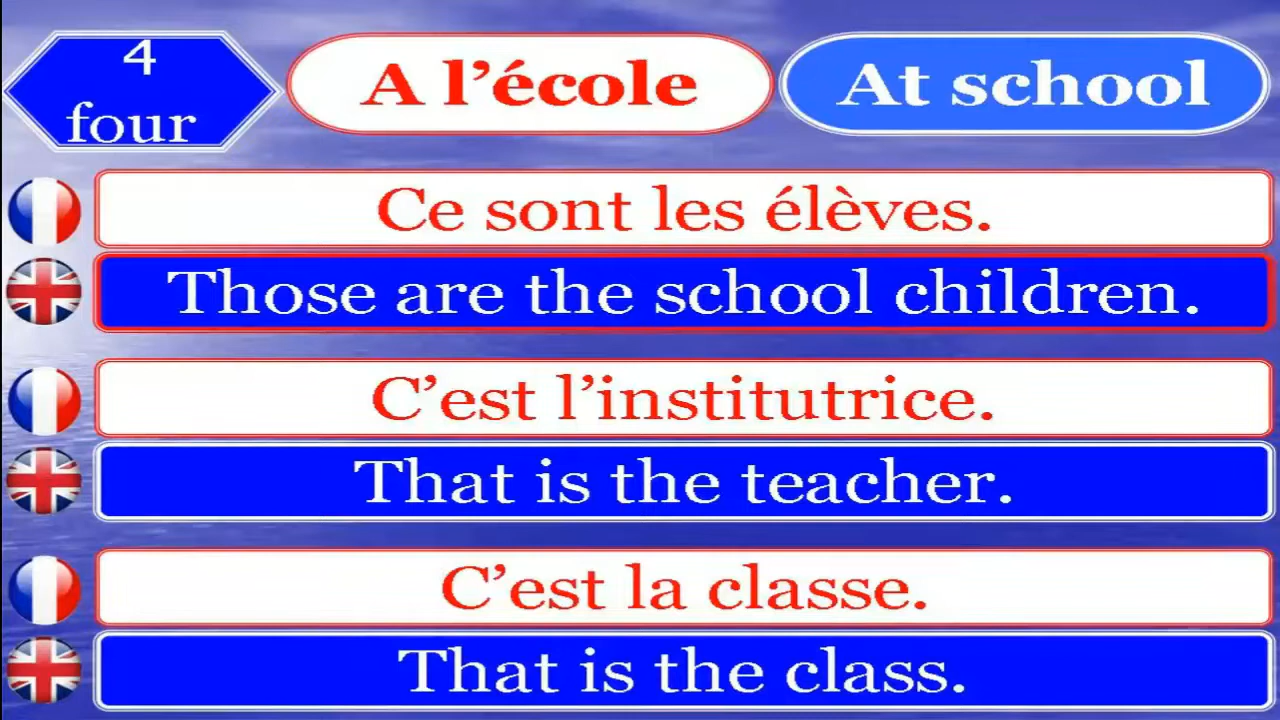 4
four
A l’école
At school
Ce sont les élèves.
Those are the school children.
C’est l’institutrice.
That is the teacher.
C’est la classe.
That is the class.